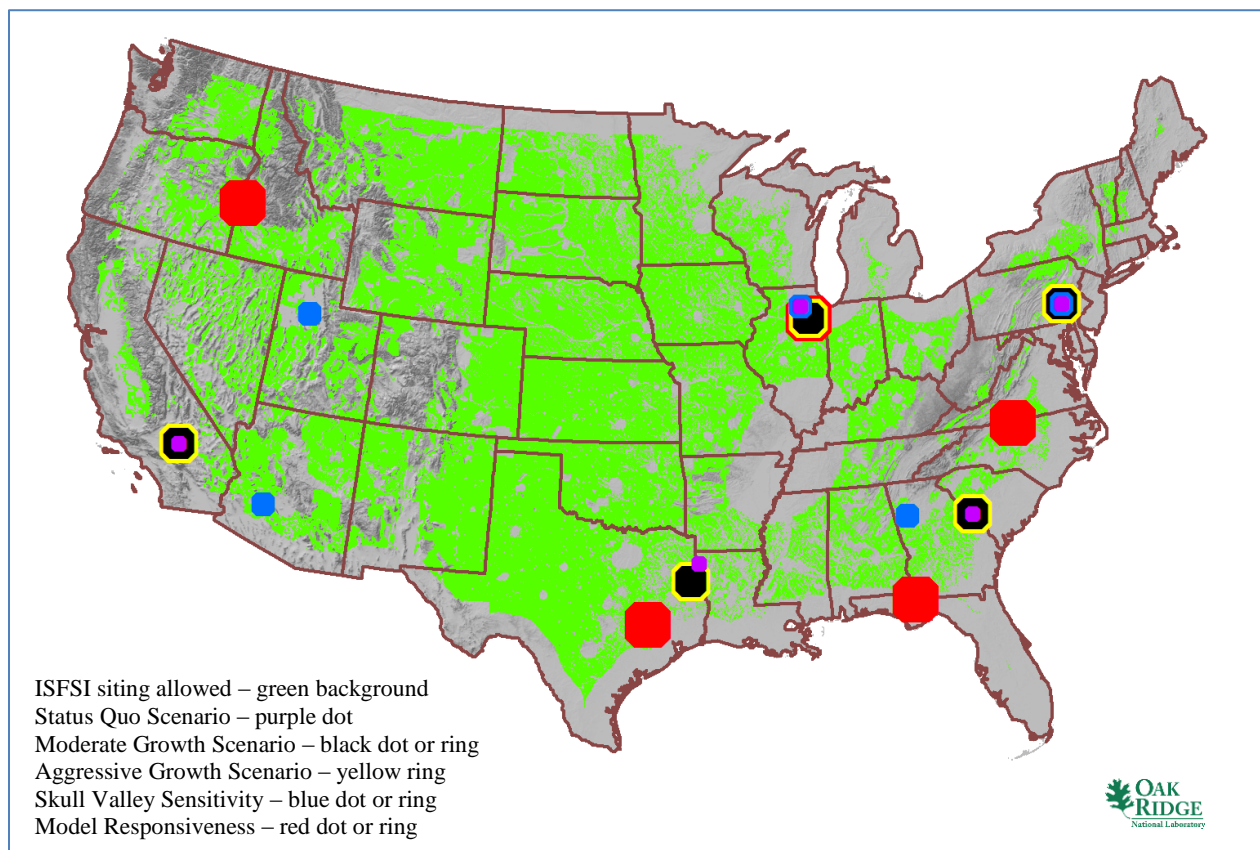 ISFSI siting allowed – green background
Status Quo Scenario – purple dot
Moderate Growth Scenario – black dot or ring
Aggressive Growth Scenario – yellow ring
Skull Valley Sensitivity – blue dot or ring
Model Responsiveness – red dot or ring
OAK
RIDGE
National Laboratory